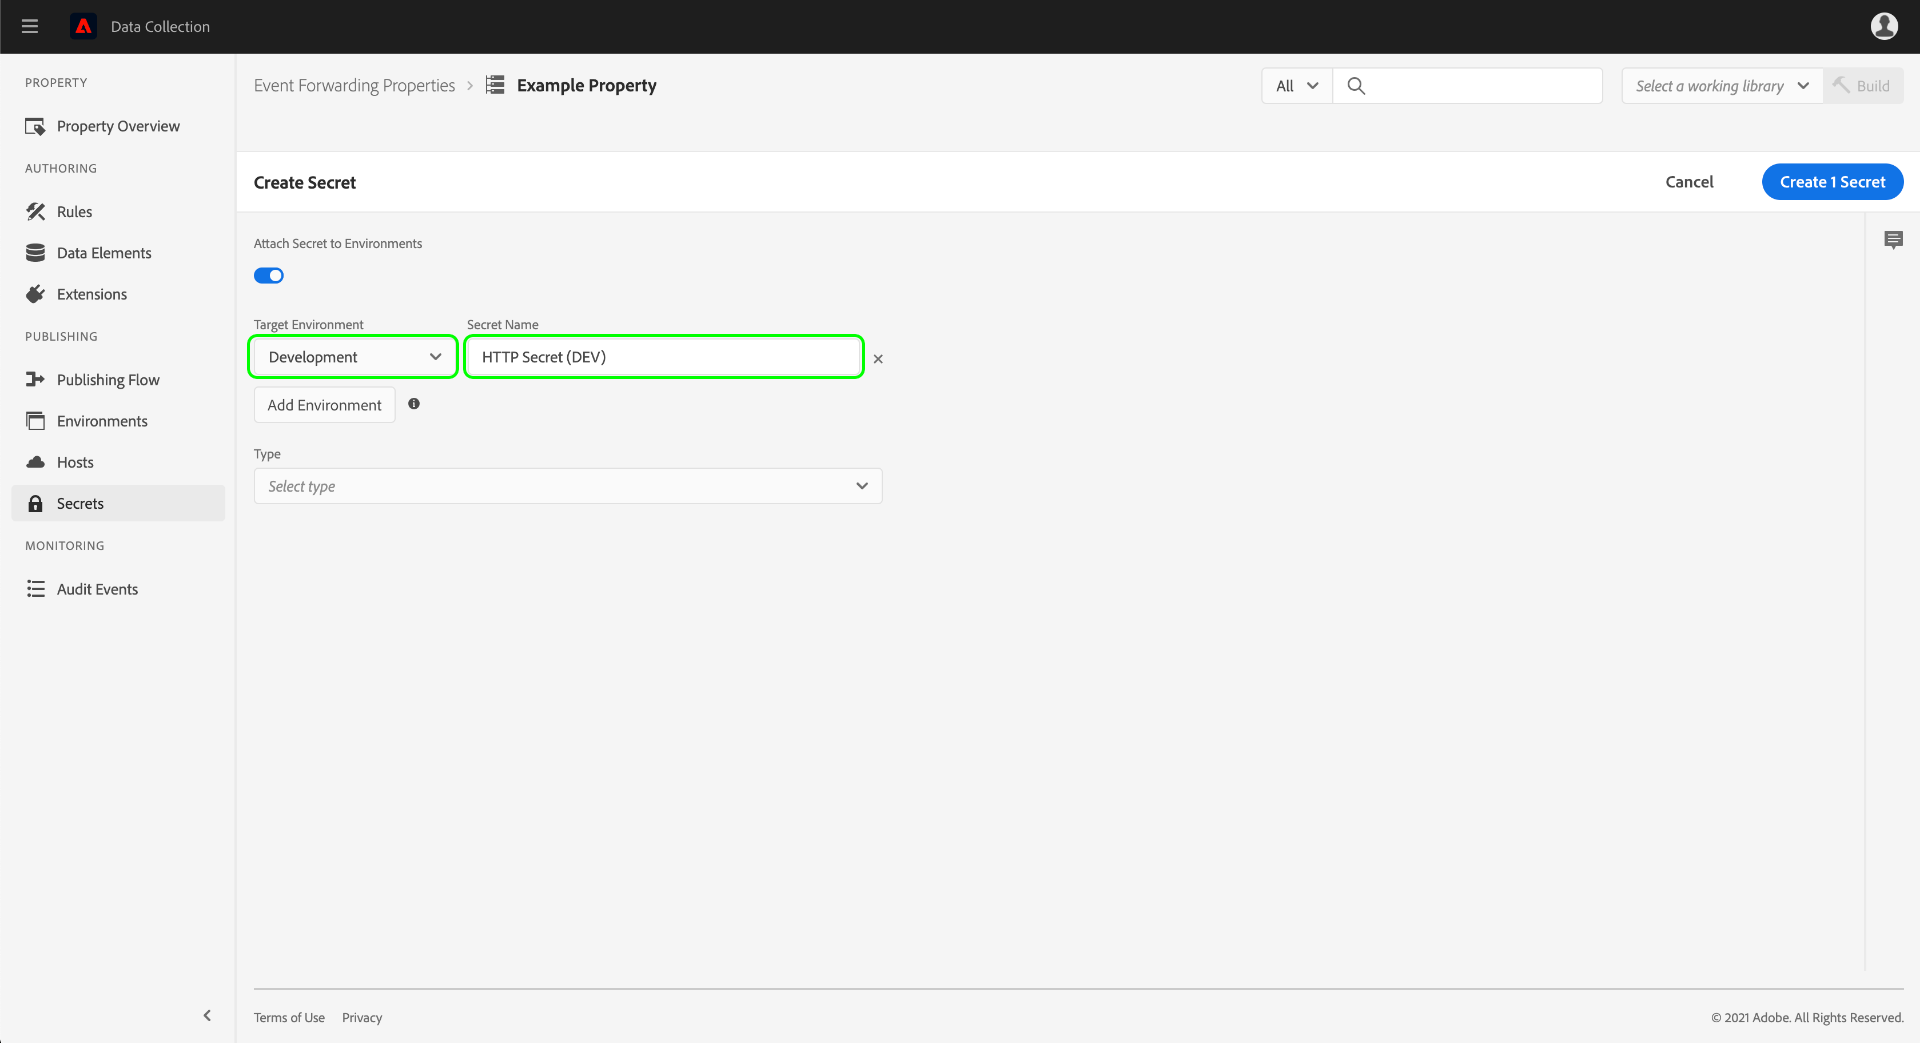 Data Collection
PROPERTY
Property Overview
AUTHORING
Rules
Data Elements
Extensions
PUBLISHING
Publishing Flow
Environments
Hosts
Secrets
MONITORING
Audit Events
Event Forwarding Properties > Example Property
All
Select a working library
Build
Create Secret
Cancel
Create 1 Secret
Attach Secret to Environments
Target Environment Secret Name
Development HTTP Secret (DEV)
Add Environment
Type
Select type
Terms of Use Privacy
© 2021 Adobe. All Rights Reserved.